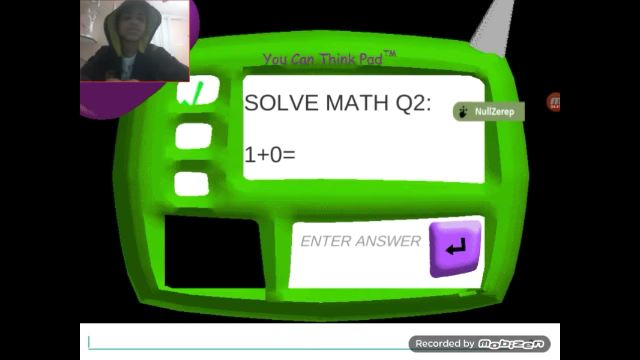 You Can Think Pad™
SOLVE MATH Q2:
NullZerep
1+0=
ENTER ANSWER
Recorded by Mobizen